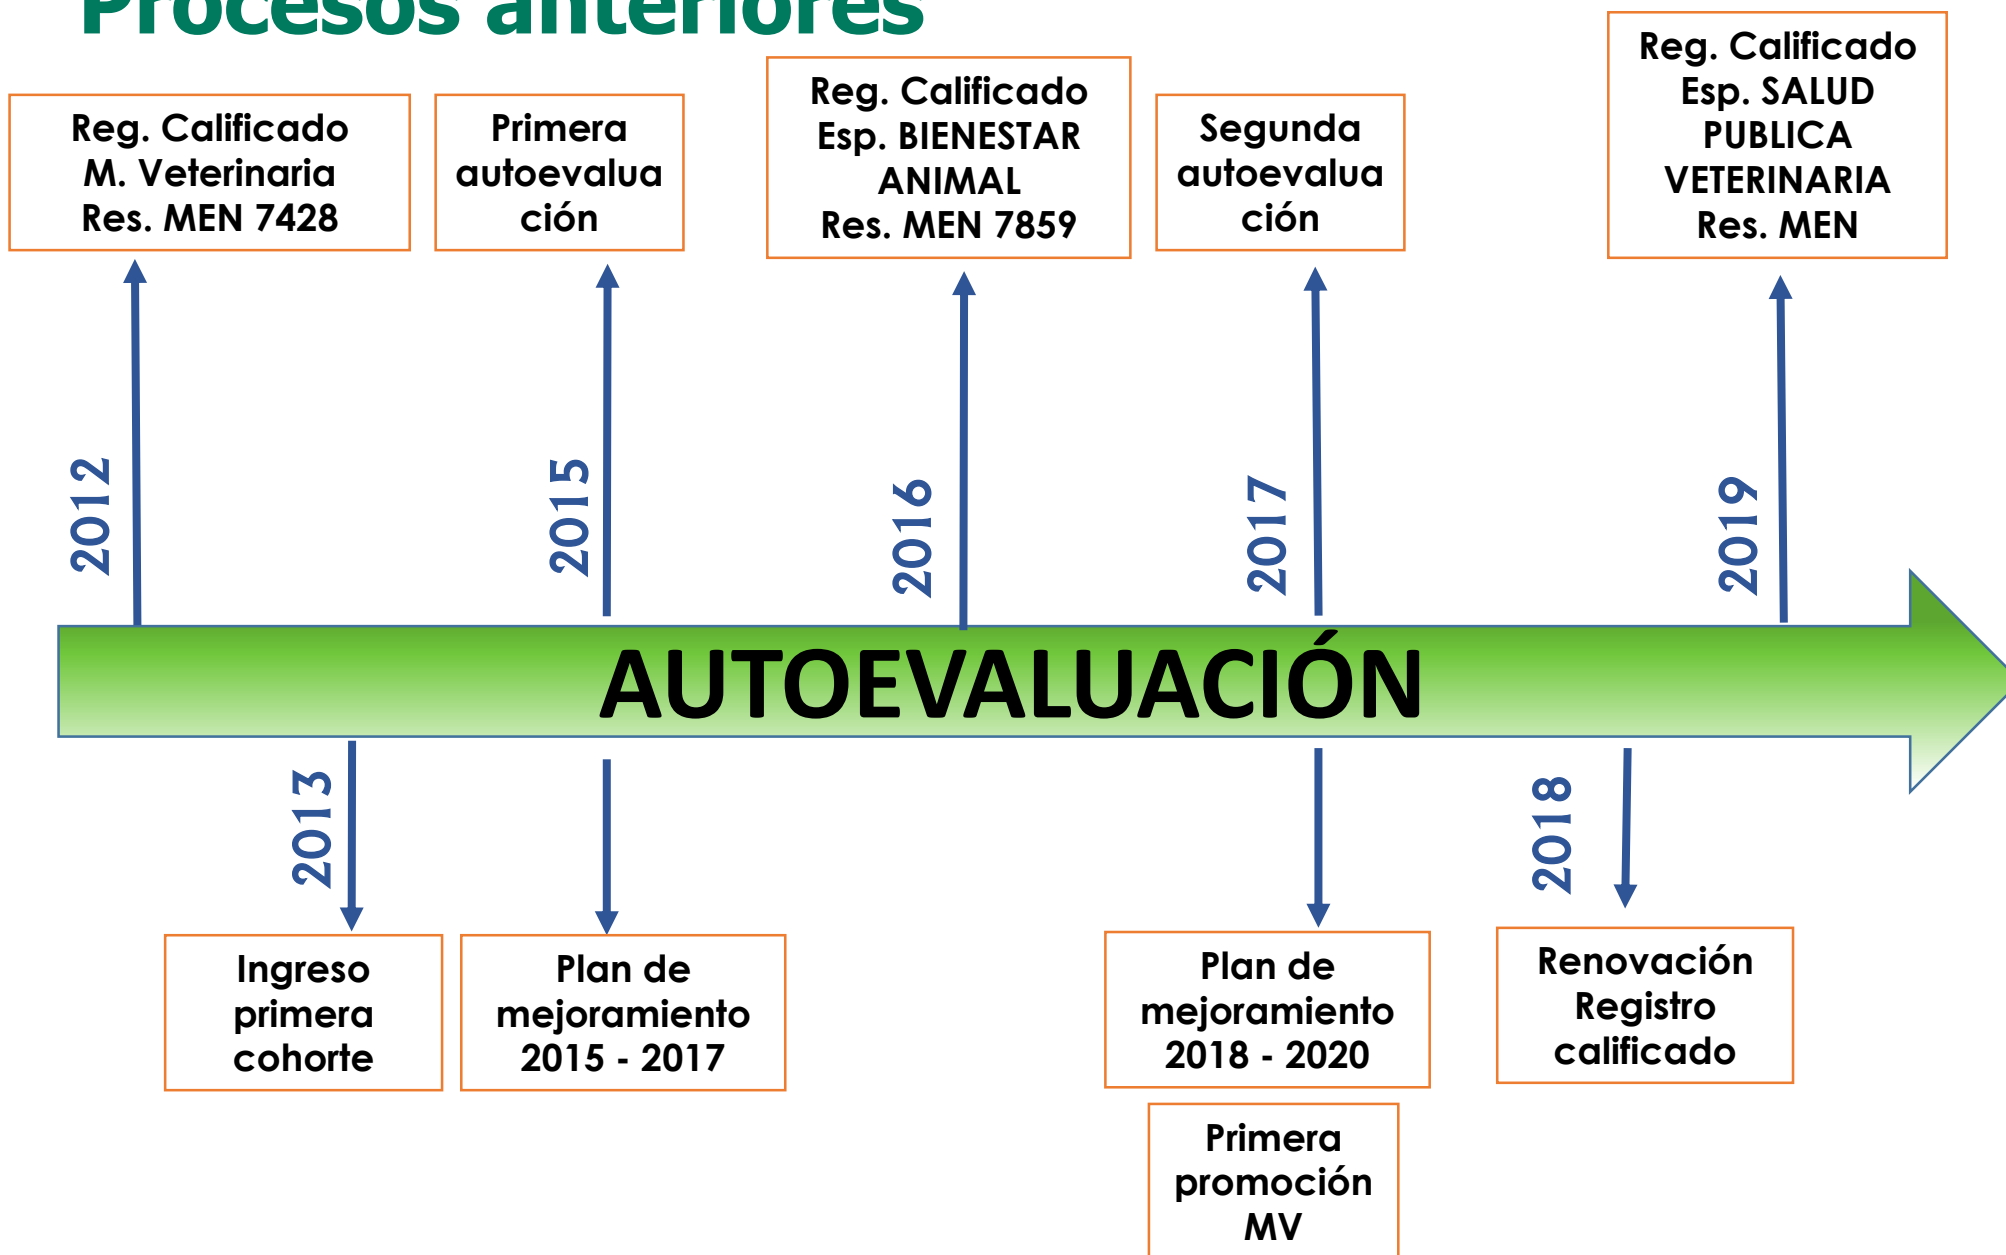 Procesos anteriores
Reg. Calificado
M. Veterinaria
Res. MEN 7428
Primera
autoevalua
ción
Reg. Calificado
Esp. BIENESTAR
ANIMAL
Res. MEN 7859
Segunda
autoevalua
ción
Reg. Calificado
Esp. SALUD
PUBLICA
VETERINARIA
Res. MEN
2012
2015
2016
2017
2019
AUTOEVALUACIÓN
2013
2018
Ingreso
primera
cohorte
Plan de
mejoramiento
2015 - 2017
Plan de
mejoramiento
2018 - 2020
Renovación
Registro
calificado
Primera
promoción
MV